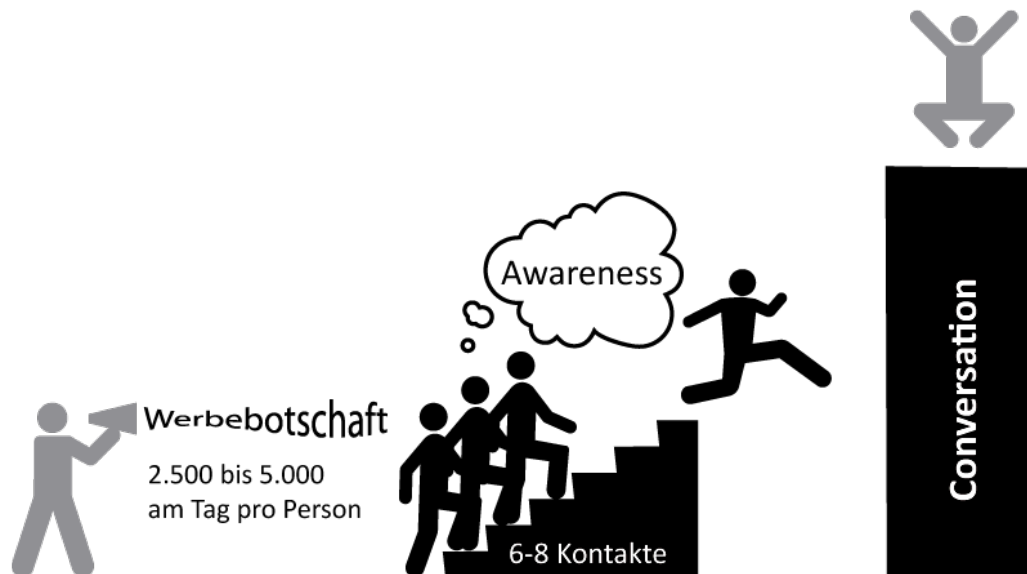 Awareness
Werbebotschaft
2.500 bis 5.000
am Tag pro Person
6-8 Kontakte
Conversation